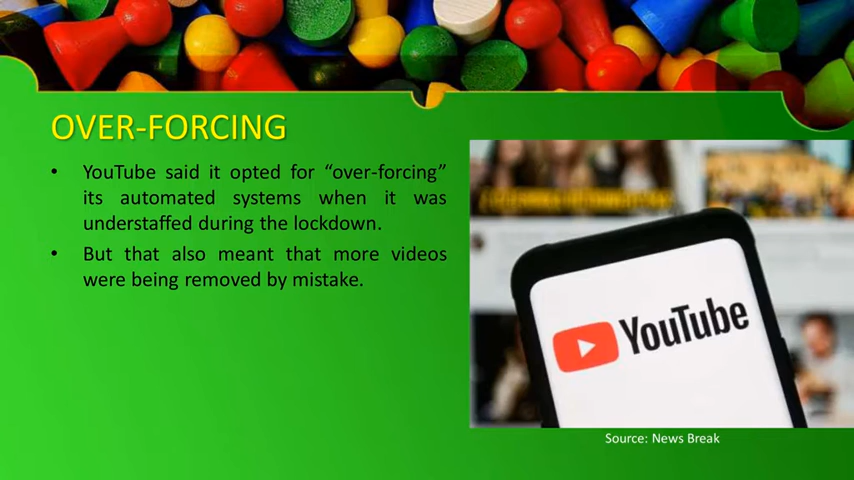 OVER-FORCING
• YouTube said it opted for “over-forcing”
its automated systems when it was
understaffed during the lockdown.
• But that also meant that more videos
were being removed by mistake.
YouTube
Source: News Break